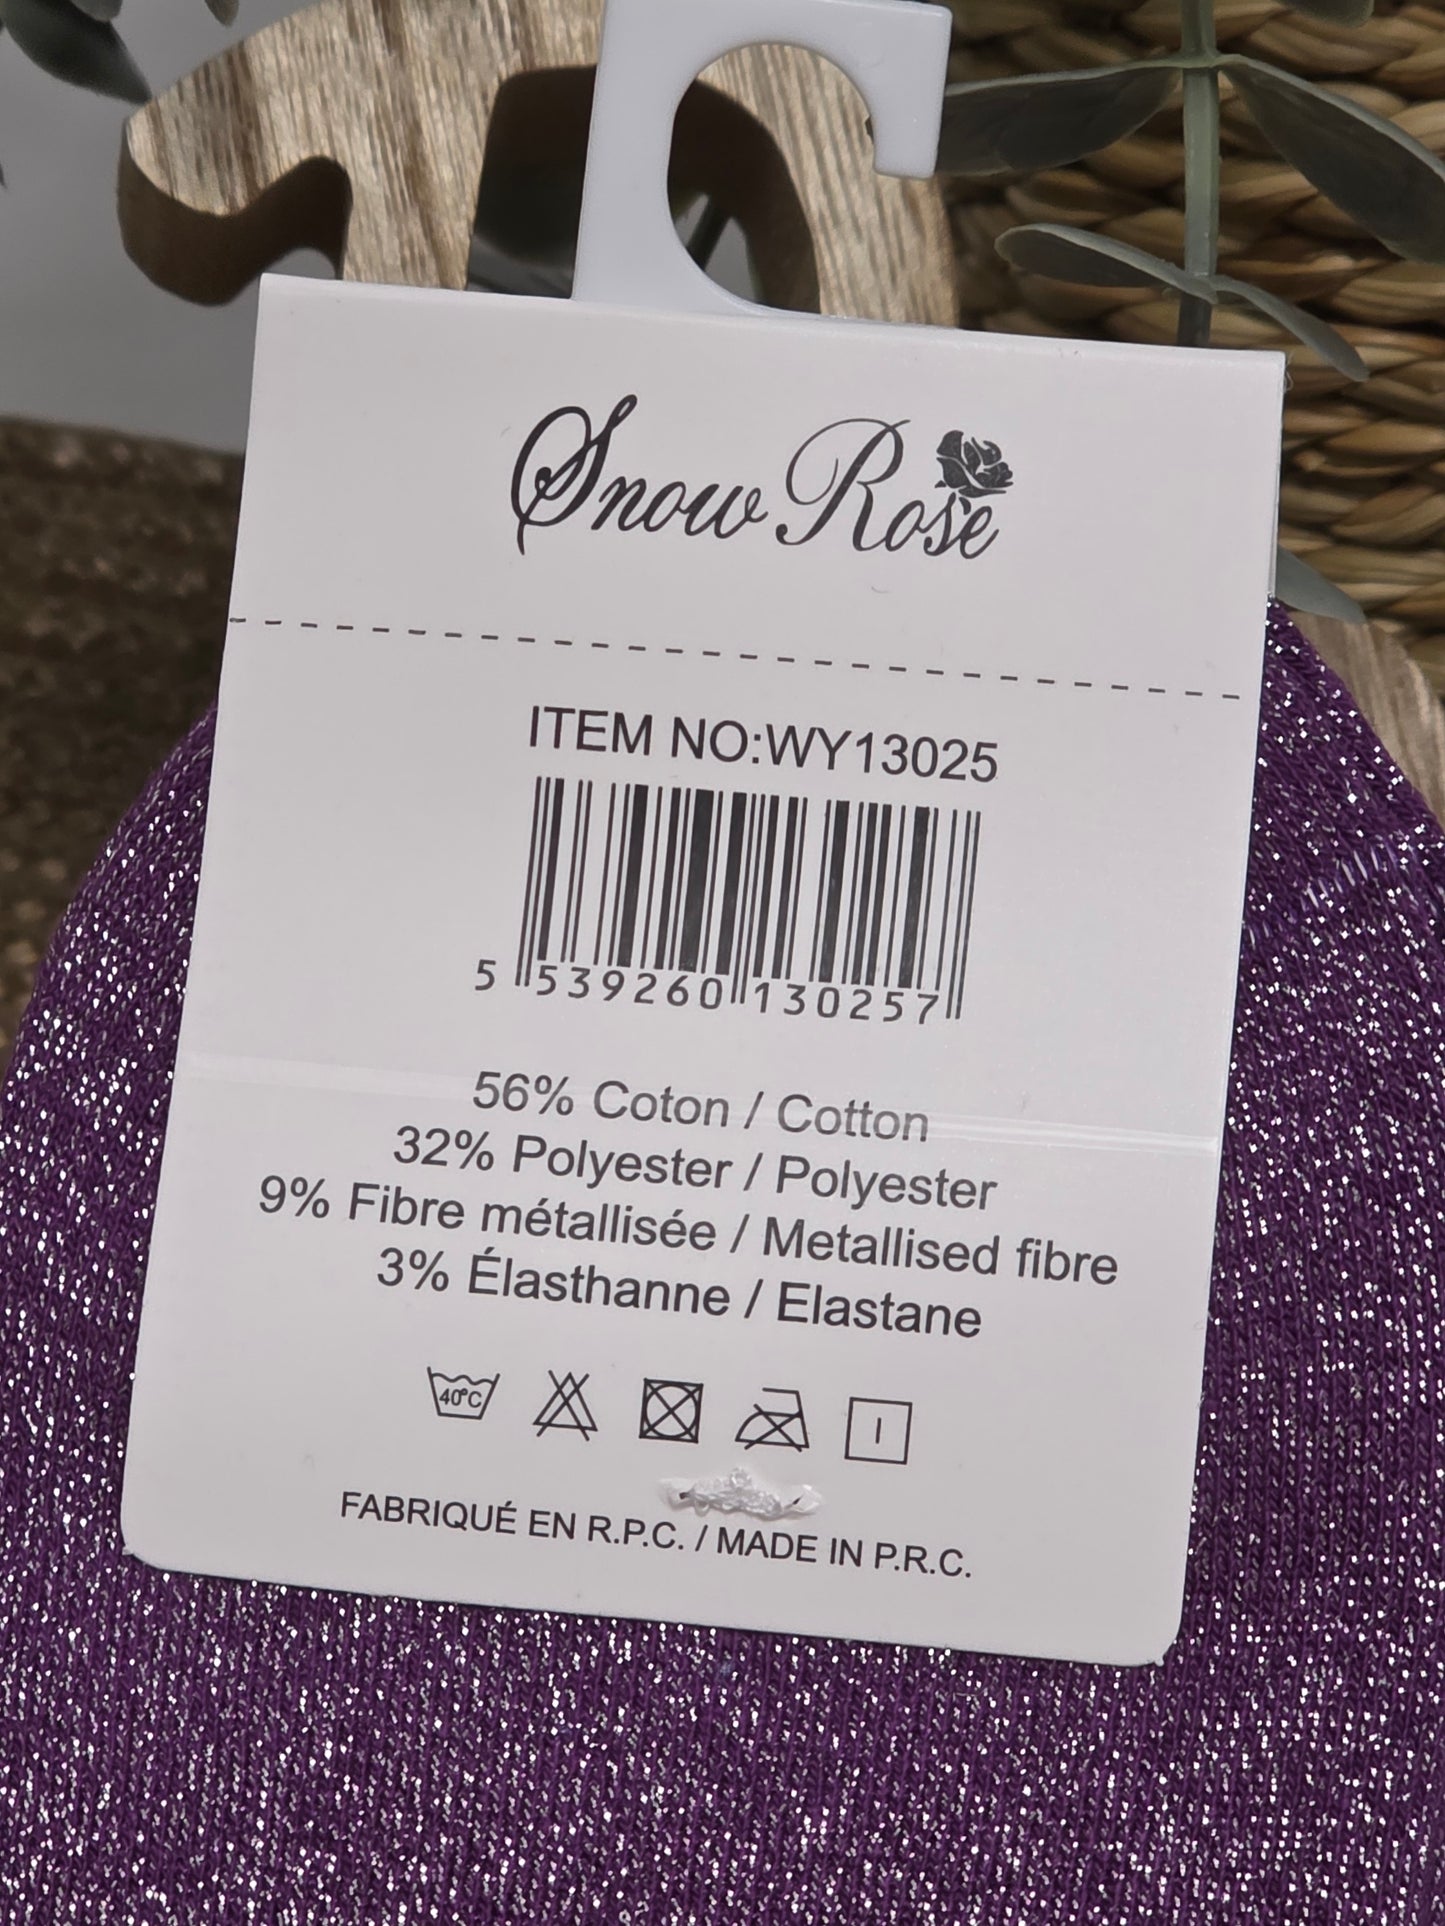 Snow Rose
ITEM NO:WY13025
5 539260 130257
56% Coton / Cotton
32% Polyester / Polyester
9% Fibre métallisée / Metallised fibre
3% Élasthanne / Elastane
40°C
FABRIQUÉ EN R.P.C. / MADE IN P.R.C.